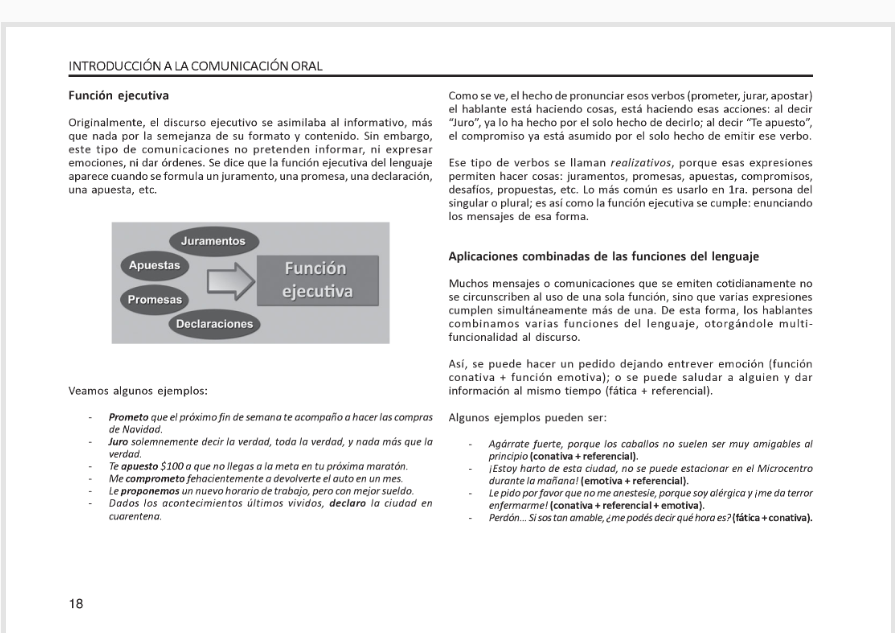 INTRODUCCIÓN A LA COMUNICACIÓN ORAL
Función ejecutiva
Originalmente, el discurso ejecutivo se asimilaba al informativo, más
que nada por la semejanza de su formato y contenido. Sin embargo,
este tipo de comunicaciones no pretenden informar, ni expresar
emociones, ni dar órdenes. Se dice que la función ejecutiva del lenguaje
aparece cuando se formula un juramento, una promesa, una declaración,
una apuesta, etc.
Juramentos
Apuestas
Promesas
Declaraciones
Función
ejecutiva
Veamos algunos ejemplos:
- Prometo que el próximo fin de semana te acompaño a hacer las compras
de Navidad.
- Juro solemnemente decir la verdad, toda la verdad, y nada más que la
verdad.
- Te apuesto $100 a que no llegas a la meta en tu próxima maratón.
- Me comprometo fehacientemente a devolverte el auto en un mes.
- Le proponemos un nuevo horario de trabajo, pero con mejor sueldo.
- Dados los acontecimientos últimos vividos, declaro la ciudad en
cuarentena.
Como se ve, el hecho de pronunciar esos verbos (prometer, jurar, apostar)
el hablante está haciendo cosas, está haciendo esas acciones: al decir
“Juro”, ya lo ha hecho por el solo hecho de decirlo; al decir “Te apuesto”,
el compromiso ya está asumido por el solo hecho de emitir ese verbo.
Ese tipo de verbos se llaman realizativos, porque esas expresiones
permiten hacer cosas: juramentos, promesas, apuestas, compromisos,
desafíos, propuestas, etc. Lo más común es usarlo en 1ra. persona del
singular o plural; es así como la función ejecutiva se cumple: enunciando
los mensajes de esa forma.
Aplicaciones combinadas de las funciones del lenguaje
Muchos mensajes o comunicaciones que se emiten cotidianamente no
se circunscriben al uso de una sola función, sino que varias expresiones
cumplen simultáneamente más de una. De esta forma, los hablantes
combinamos varias funciones del lenguaje, otorgándole multi-
funcionalidad al discurso.
Así, se puede hacer un pedido dejando entrever emoción (función
conativa + función emotiva); o se puede saludar a alguien y dar
información al mismo tiempo (fática + referencial).
Algunos ejemplos pueden ser:
- Agárrate fuerte, porque los caballos no suelen ser muy amigables al
principio (conativa + referencial).
- ¡Estoy harto de esta ciudad, no se puede estacionar en el Microcentro
durante la mañana! (emotiva + referencial).
- Le pido por favor que no me anestesie, porque soy alérgica y ¡me da terror
enfermarme! (conativa + referencial + emotiva).
- Perdón... Si sos tan amable, ¿me podés decir qué hora es? (fática + conativa).
18